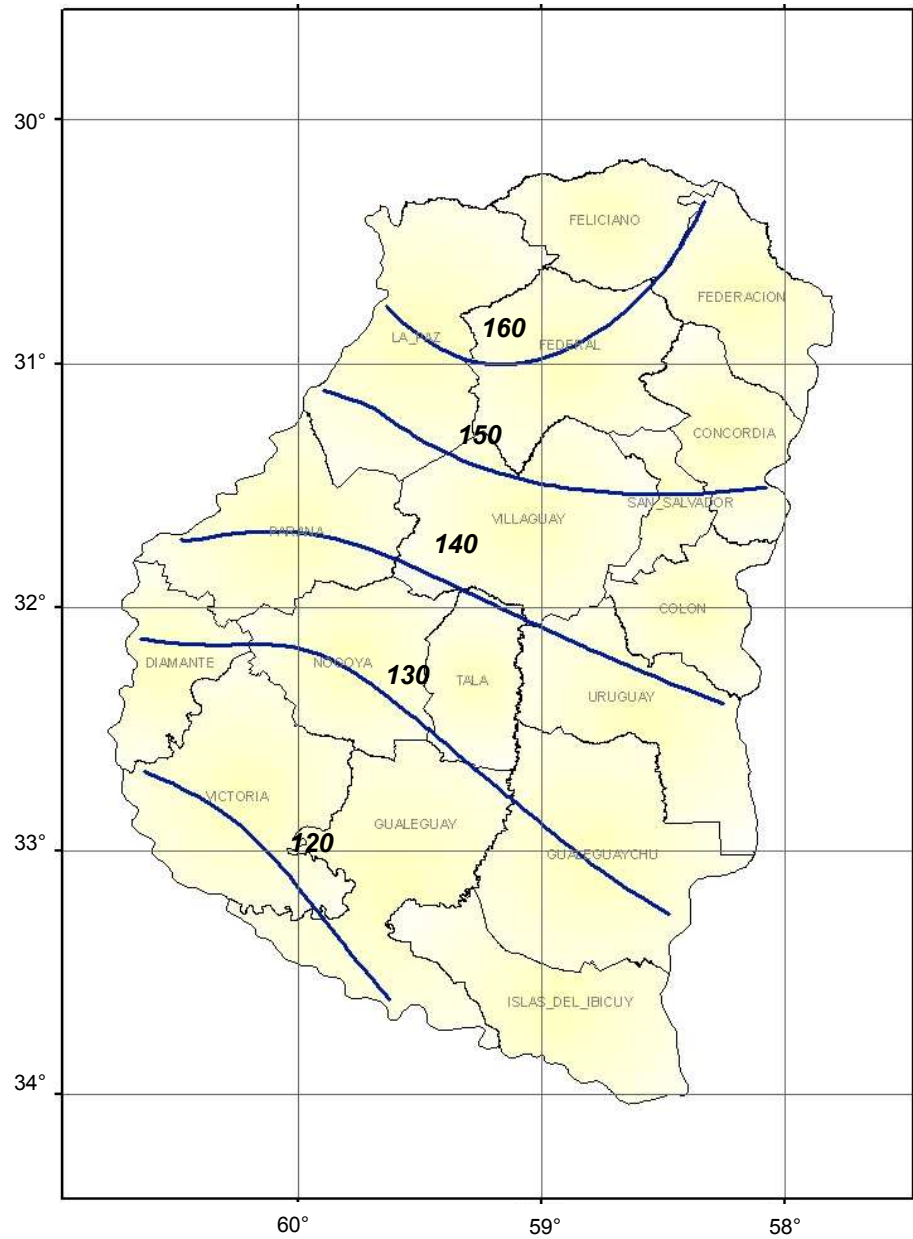 30°
FELICIANO
FEDERACION
160
LA_PAZ
FEDERAL
31°
CONCORDIA
150
SAN_SALVADOR
VILLAGUAY
PARANA
140
32°
COLON
DIAMANTE
NOGOYA
130
TALA
URUGUAY
VICTORIA
GUALEGUAY
120
33°
GUALEGUAYCHU
ISLAS_DEL_IBICUY
34°
60°
59°
58°